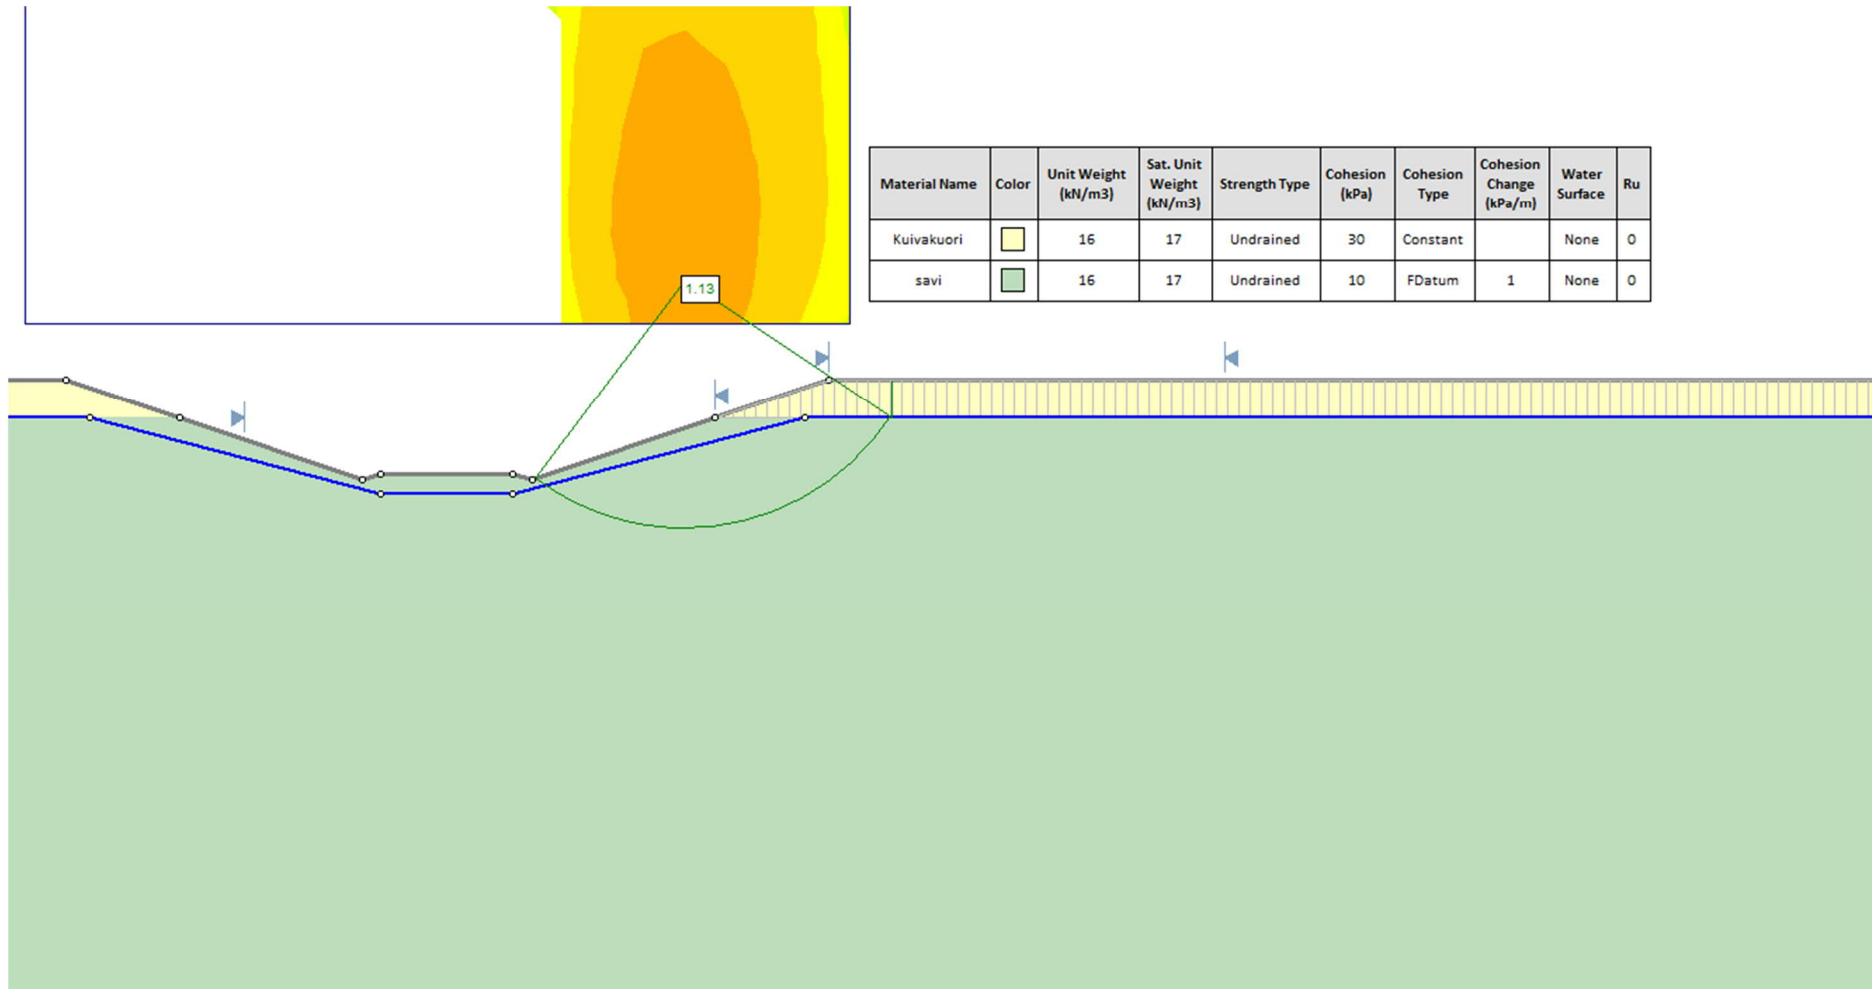 Material Name Color Unit Weight (kN/m3) Sat. Unit Weight (kN/m3) Strength Type Cohesion (kPa) Cohesion Type Cohesion Change (kPa/m) Water Surface Ru
Kuivakuori 16 17 Undrained 30 Constant None 0
savi 16 17 Undrained 10 FDatum 1 None 0
1.13